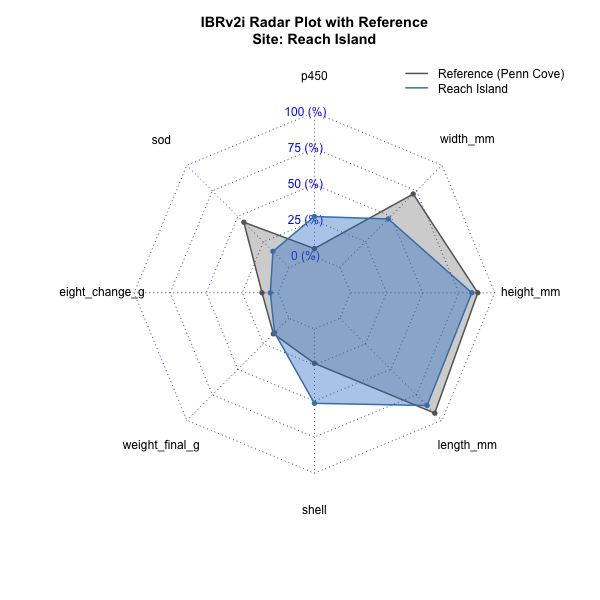 IBRv2i Radar Plot with Reference
Site: Reach Island
p450
Reference (Penn Cove)
Reach Island
100 (%)
sod
width_mm
75 (%)
50 (%)
25 (%)
0 (%)
eight_change_g
height_mm
weight_final_g
length_mm
shell